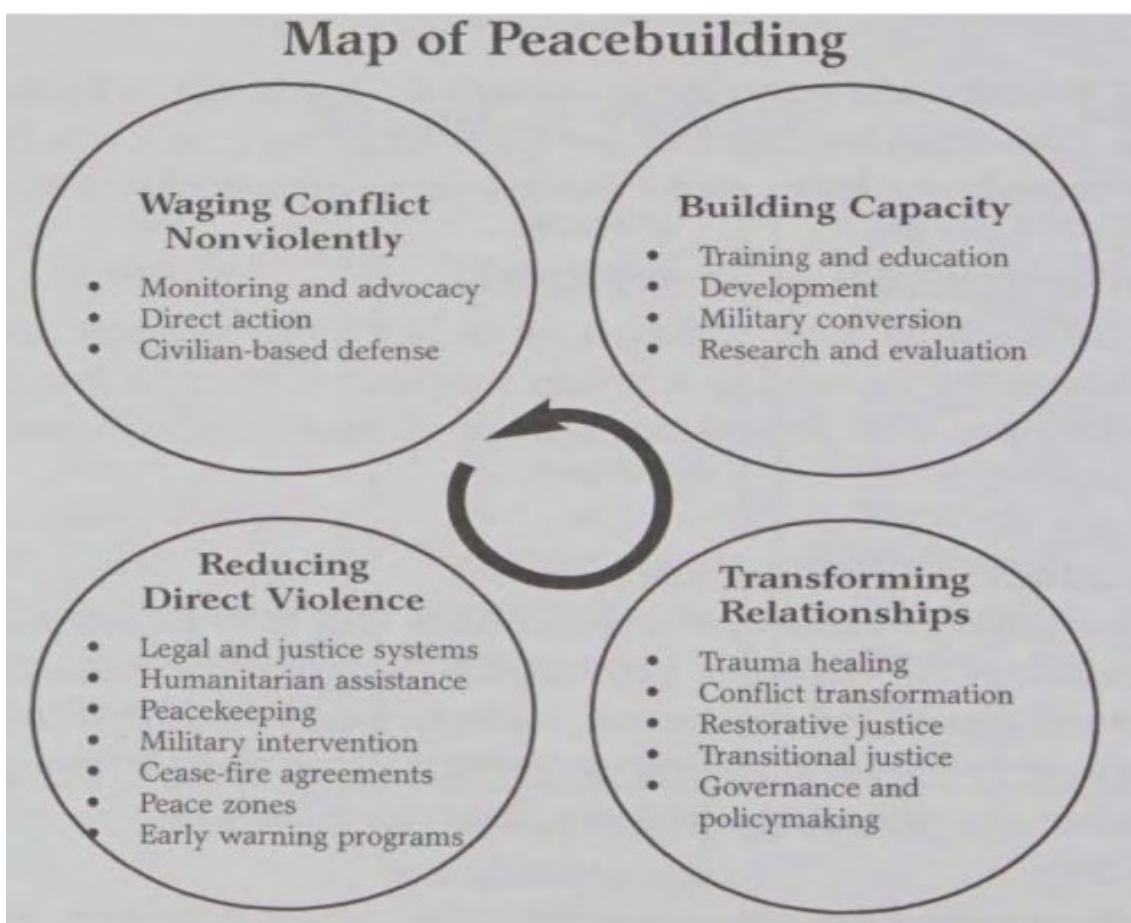 Map of Peacebuilding
Waging Conflict
Nonviolently
• Monitoring and advocacy
• Direct action
• Civilian-based defense
Building Capacity
• Training and education
• Development
• Military conversion
• Research and evaluation
Reducing
Direct Violence
• Legal and justice systems
• Humanitarian assistance
• Peacekeeping
• Military intervention
• Cease-fire agreements
• Peace zones
• Early warning programs
Transforming
Relationships
• Trauma healing
• Conflict transformation
• Restorative justice
• Transitional justice
• Governance and
policymaking